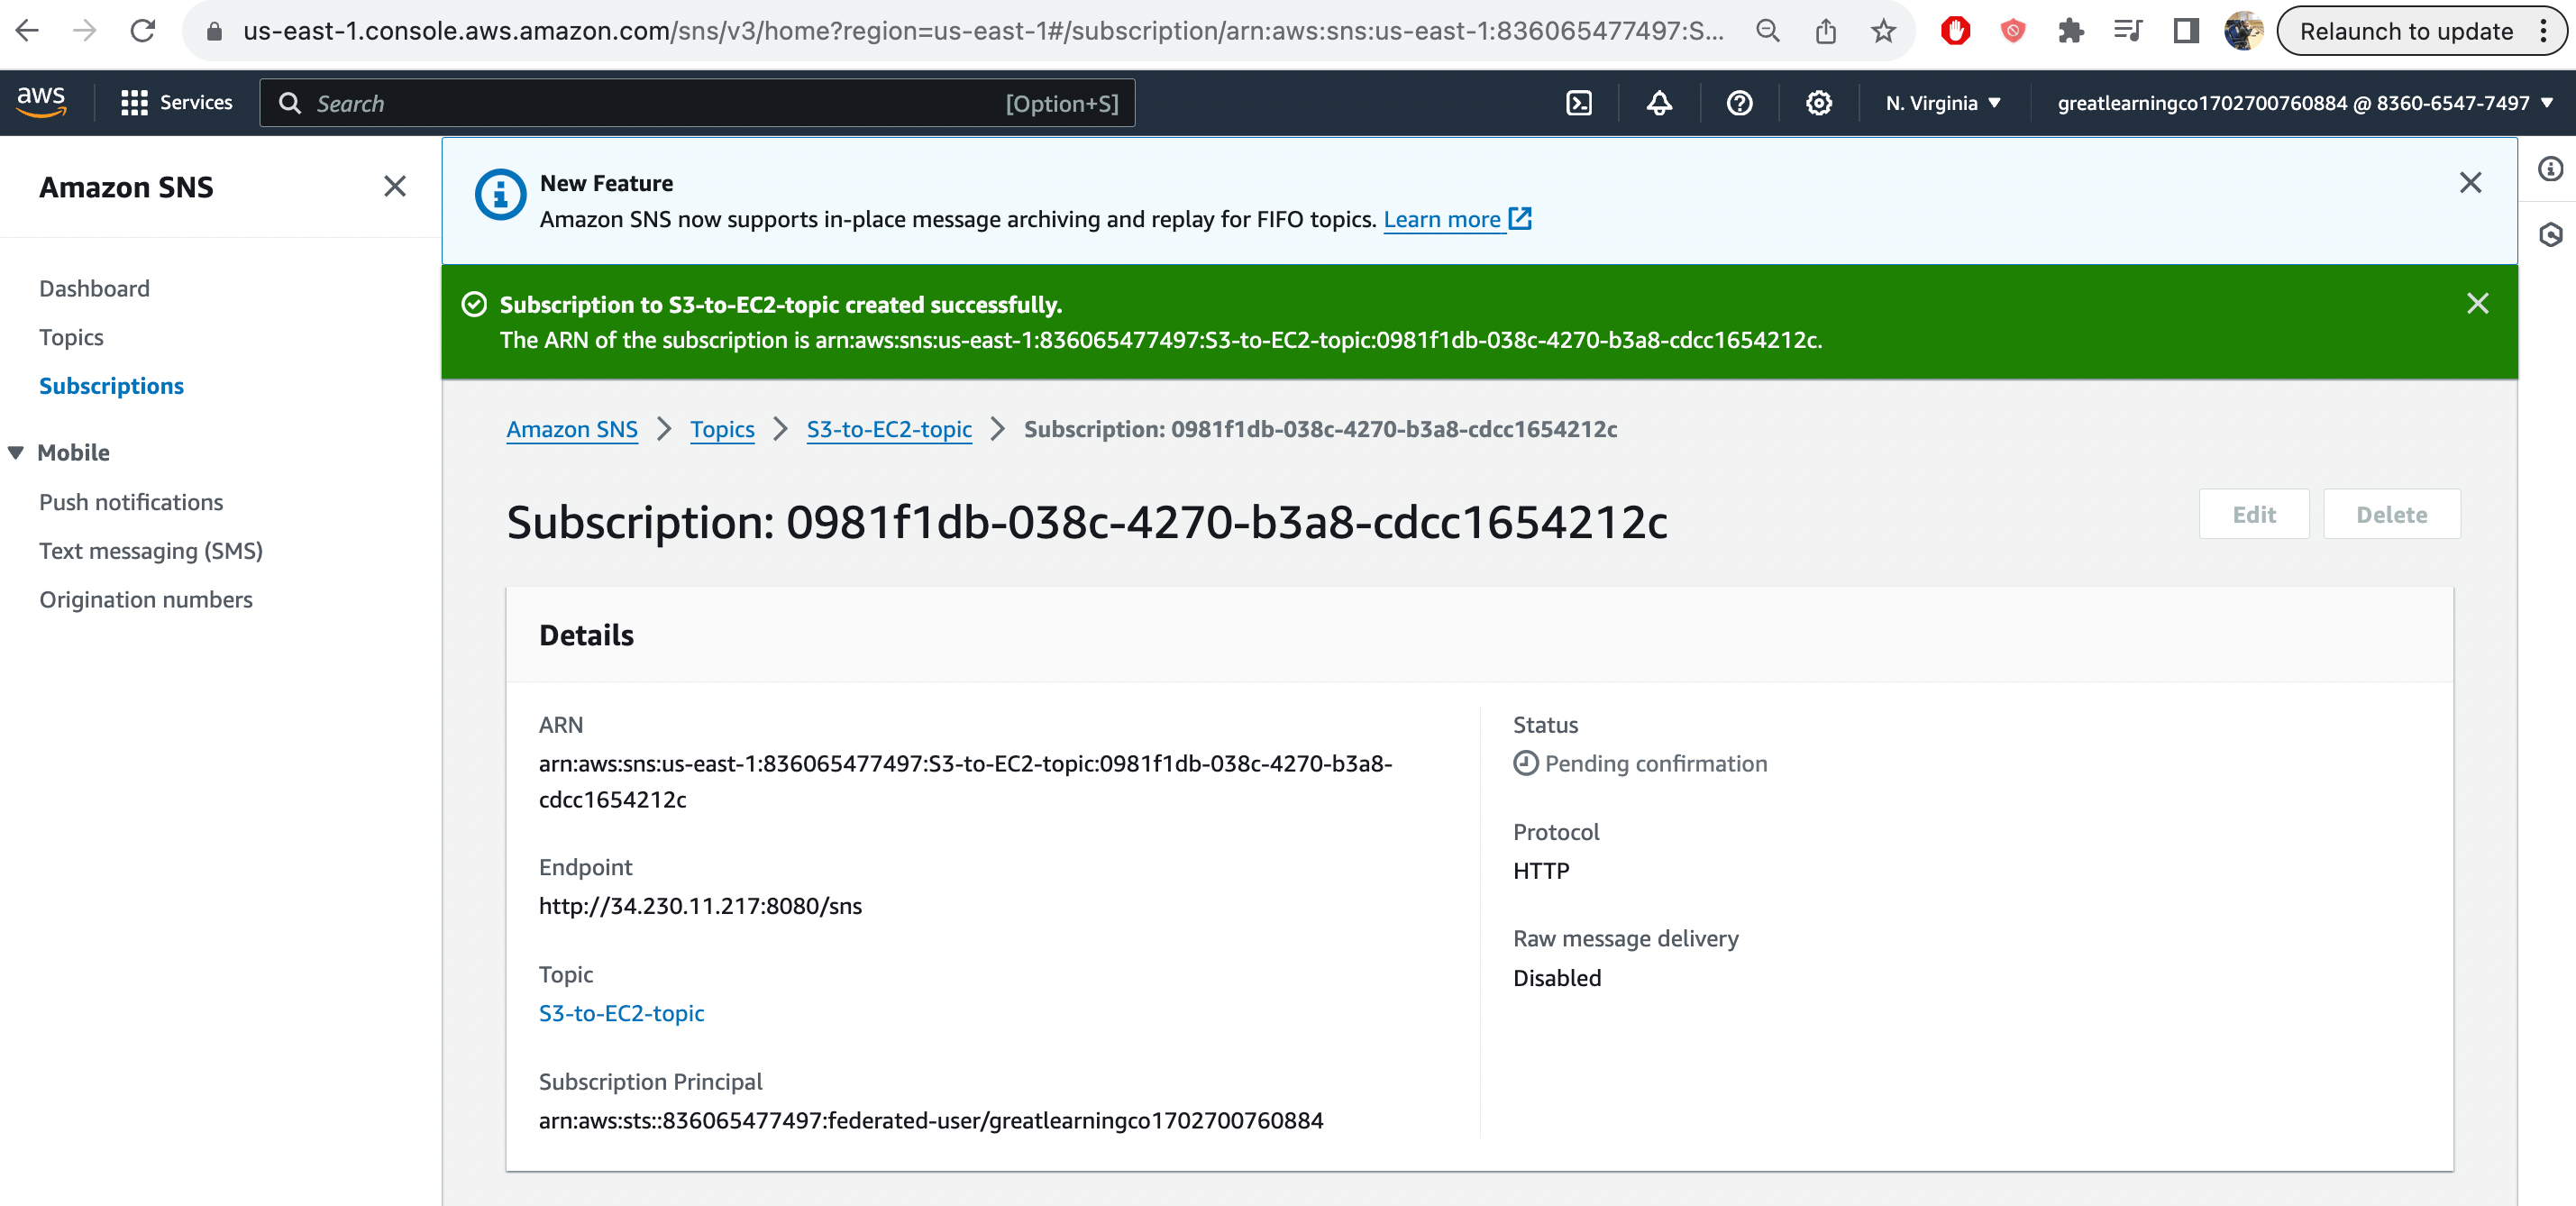 us-east-1.console.aws.amazon.com/sns/v3/home?region=us-east-1#/subscription/arn:aws:sns:us-east-1:836065477497:S...
Relaunch to update
aws
Services
Search
[Option+S]
N. Virginia
greatlearningco1702700760884 @ 8360-6547-7497
Amazon SNS
Dashboard
Topics
Subscriptions
Mobile
Push notifications
Text messaging (SMS)
Origination numbers
New Feature
Amazon SNS now supports in-place message archiving and replay for FIFO topics. Learn more
Subscription to S3-to-EC2-topic created successfully.
The ARN of the subscription is arn:aws:sns:us-east-1:836065477497:S3-to-EC2-topic:0981f1db-038c-4270-b3a8-cdcc1654212c.
Amazon SNS > Topics > S3-to-EC2-topic > Subscription: 0981f1db-038c-4270-b3a8-cdcc1654212c
Subscription: 0981f1db-038c-4270-b3a8-cdcc1654212c
Edit
Delete
Details
ARN
arn:aws:sns:us-east-1:836065477497:S3-to-EC2-topic:0981f1db-038c-4270-b3a8-
cdcc1654212c
Endpoint
http://34.230.11.217:8080/sns
Topic
S3-to-EC2-topic
Subscription Principal
arn:aws:sts::836065477497:federated-user/greatlearningco1702700760884
Status
Pending confirmation
Protocol
HTTP
Raw message delivery
Disabled